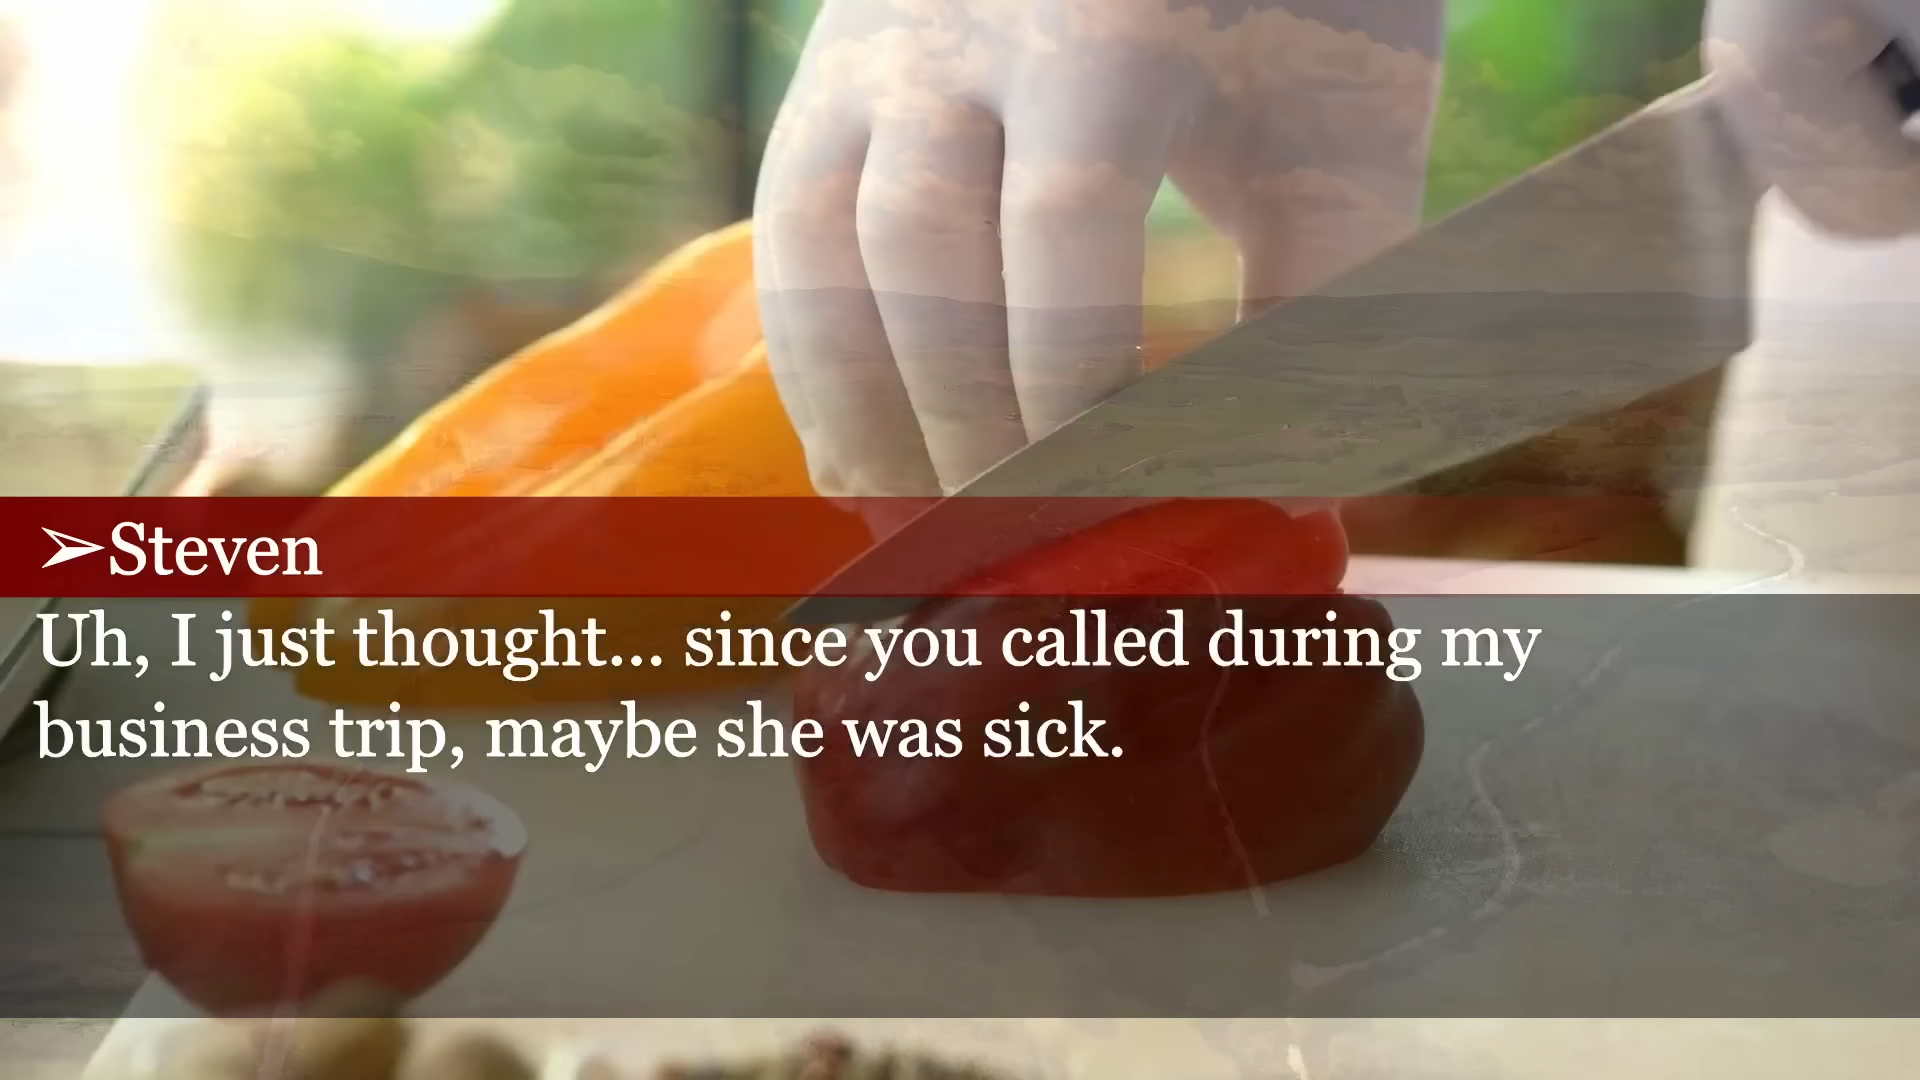 ➢Steven
Uh, I just thought... since you called during my
business trip, maybe she was sick.